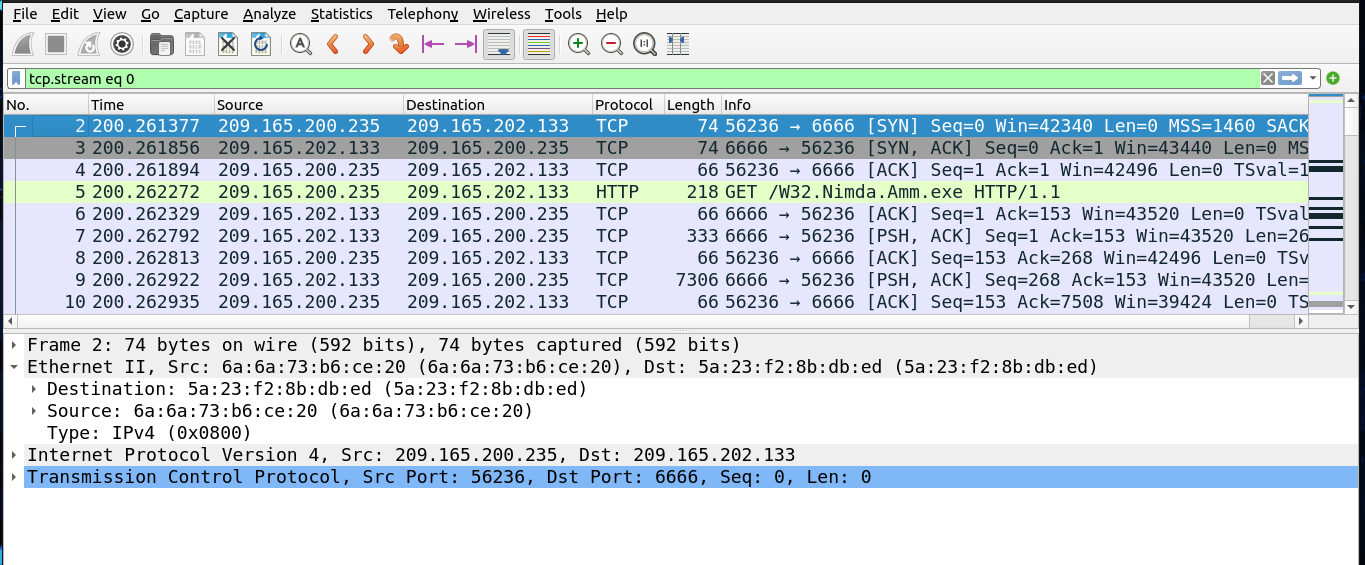 File Edit View Go Capture Analyze Statistics Telephony Wireless Tools Help
tcp.stream eq 0
No. Time Source Destination Protocol Length Info
2 200.261377 209.165.200.235 209.165.202.133 TCP 74 56236 → 6666 [SYN] Seq=0 Win=42340 Len=0 MSS=1460 SACK
3 200.261856 209.165.202.133 209.165.200.235 TCP 74 6666 → 56236 [SYN, ACK] Seq=0 Ack=1 Win=43440 Len=0 MS
4 200.261894 209.165.200.235 209.165.202.133 TCP 66 56236 → 6666 [ACK] Seq=1 Ack=1 Win=42496 Len=0 TSval=1
5 200.262272 209.165.200.235 209.165.202.133 HTTP 218 GET /W32.Nimda.Amm.exe HTTP/1.1
6 200.262329 209.165.202.133 209.165.200.235 TCP 66 6666 → 56236 [ACK] Seq=1 Ack=153 Win=43520 Len=0 TSval
7 200.262792 209.165.202.133 209.165.200.235 TCP 333 6666 → 56236 [PSH, ACK] Seq=1 Ack=153 Win=43520 Len=26
8 200.262813 209.165.200.235 209.165.202.133 TCP 66 56236 → 6666 [ACK] Seq=153 Ack=268 Win=42496 Len=0 TSv
9 200.262922 209.165.202.133 209.165.200.235 TCP 7306 6666 → 56236 [PSH, ACK] Seq=268 Ack=153 Win=43520 Len=
10 200.262935 209.165.200.235 209.165.202.133 TCP 66 56236 → 6666 [ACK] Seq=153 Ack=7508 Win=39424 Len=0 TS
Frame 2: 74 bytes on wire (592 bits), 74 bytes captured (592 bits)
Ethernet II, Src: 6a:6a:73:b6:ce:20 (6a:6a:73:b6:ce:20), Dst: 5a:23:f2:8b:db:ed (5a:23:f2:8b:db:ed)
Destination: 5a:23:f2:8b:db:ed (5a:23:f2:8b:db:ed)
Source: 6a:6a:73:b6:ce:20 (6a:6a:73:b6:ce:20)
Type: IPv4 (0x0800)
Internet Protocol Version 4, Src: 209.165.200.235, Dst: 209.165.202.133
Transmission Control Protocol, Src Port: 56236, Dst Port: 6666, Seq: 0, Len: 0